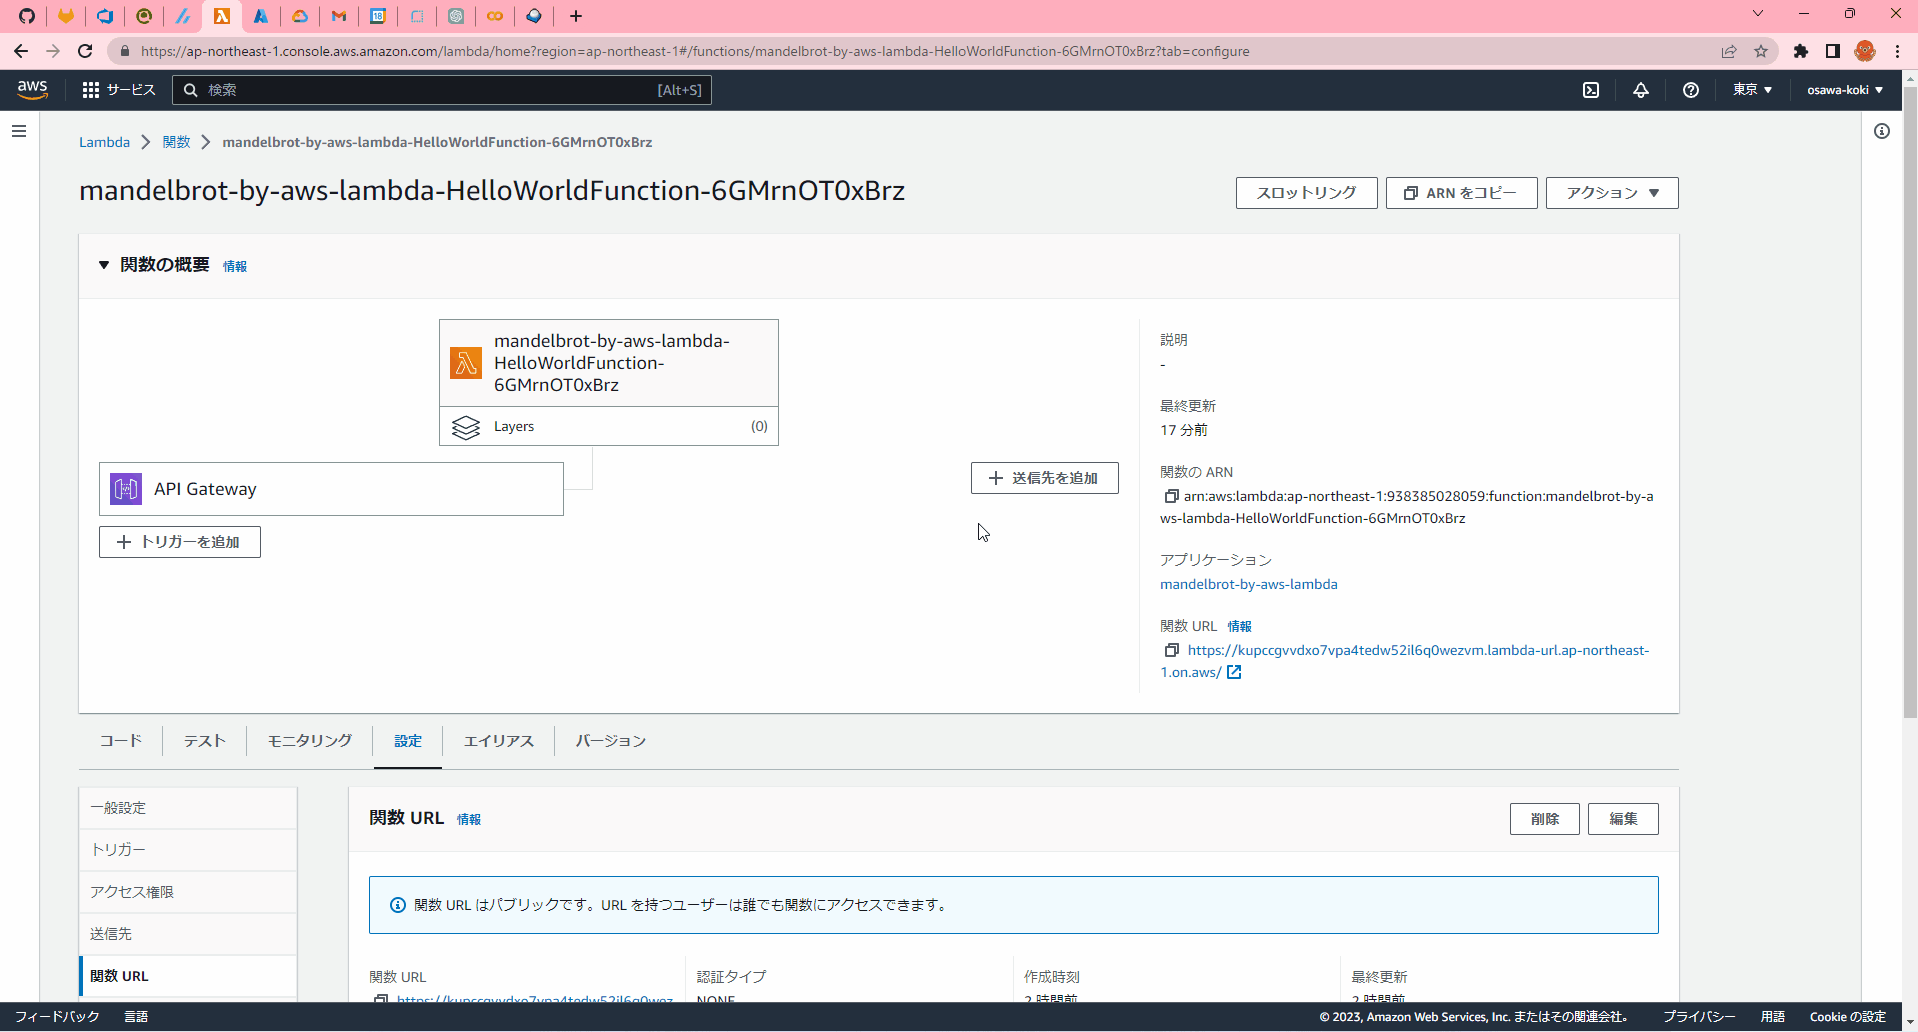 https://ap-northeast-1.console.aws.amazon.com/lambda/home?region=ap-northeast-1#/functions/mandelbrot-by-aws-lambda-HelloWorldFunction-6GMrnOT0xBrz?tab=configure
aws サービス 検索 [Alt+S] 東京 ▼ osawa-koki ▼
Lambda 関数 mandelbrot-by-aws-lambda-HelloWorldFunction-6GMrnOT0xBrz
mandelbrot-by-aws-lambda-HelloWorldFunction-6GMrnOT0xBrz
スロットリング ARN をコピー アクション ▼
▼ 関数の概要 情報
mandelbrot-by-aws-lambda-
HelloWorldFunction-
6GMrnOT0xBrz
Layers (0)
API Gateway
トリガーを追加
送信先を追加
説明
-
最終更新
17 分前
関数の ARN
arn:aws:lambda:ap-northeast-1:938385028059:function:mandelbrot-by-a
ws-lambda-HelloWorldFunction-6GMrnOT0xBrz
アプリケーション
mandelbrot-by-aws-lambda
関数 URL 情報
https://kupccgvvdxo7vpa4tedw52il6q0wezvm.lambda-url.ap-northeast-
1.on.aws/
コード テスト モニタリング 設定 エイリアス バージョン
一般設定
トリガー
アクセス権限
送信先
関数 URL
関数 URL 情報 削除 編集
関数 URL はパブリックです。URL を持つユーザーは誰でも関数にアクセスできます。
関数 URL 認証タイプ 作成時刻 最終更新
https://kupccgvvdxo7vpa4tedw52il6q0wez NONE 2 時間前 2 時間前
フィードバック 言語 © 2023, Amazon Web Services, Inc. またはその関連会社。 プライバシー 用語 Cookie の設定